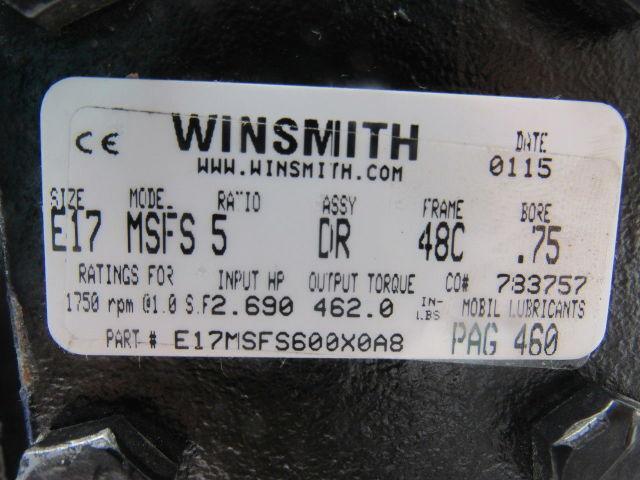 CE WINSMITH DATE
WWW.WINSMITH.COM 0115
SIZE MODEL RATIO ASSY FRAME BORE
E17 MSFS 5 DR 48C .75
RATINGS FOR INPUT HP OUTPUT TORQUE CO# 783757
1750 rpm @1.0 S.F 2.690 462.0 IN-LBS MOBIL LUBRICANTS
PART # E17MSFS600X0A8 PAG 460